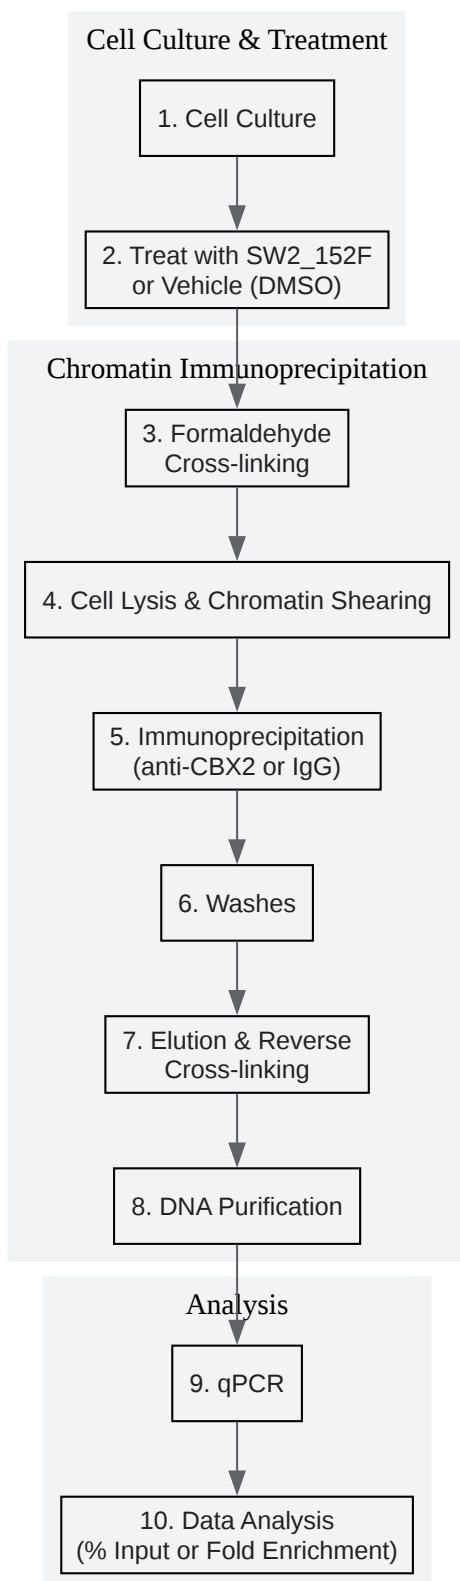 Cell Culture & Treatment
1. Cell Culture
2. Treat with SW2_152F
or Vehicle (DMSO)
Chromatin Immunoprecipitation
3. Formaldehyde
Cross-linking
4. Cell Lysis & Chromatin Shearing
5. Immunoprecipitation
(anti-CBX2 or IgG)
6. Washes
7. Elution & Reverse
Cross-linking
8. DNA Purification
Analysis
9. qPCR
10. Data Analysis
(% Input or Fold Enrichment)